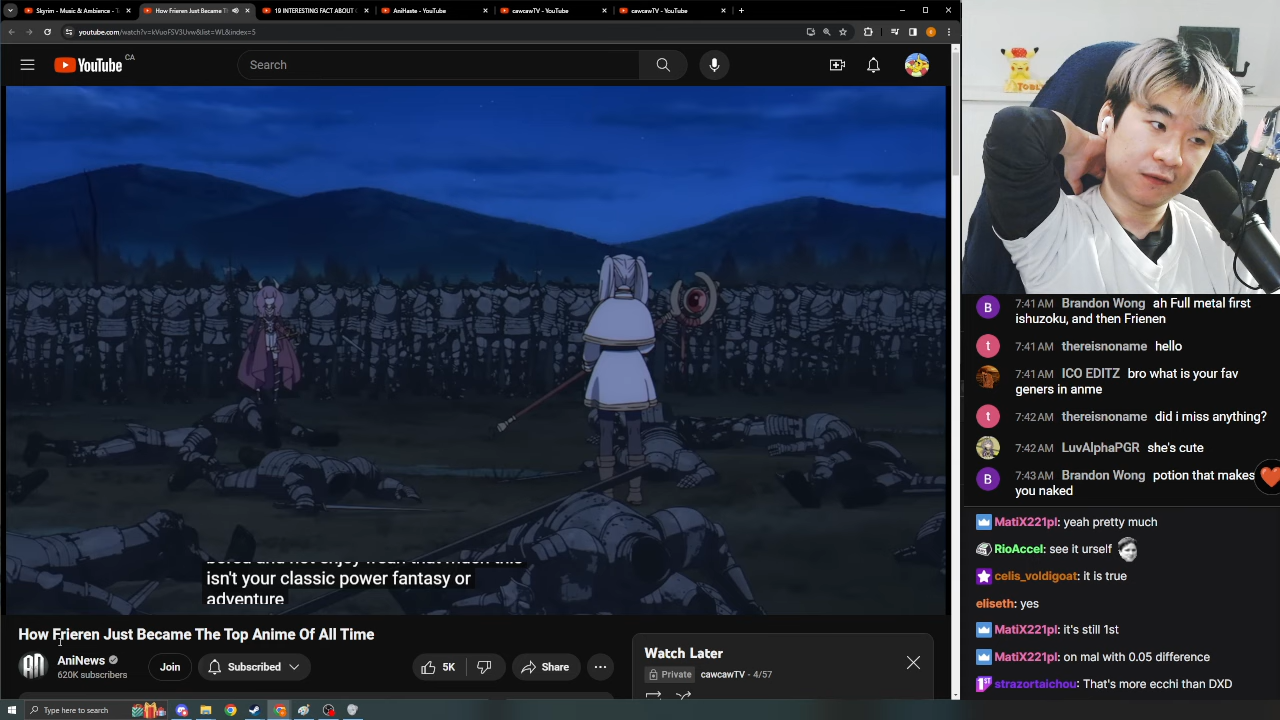 Skyrim - Music & Ambience - T
How Frieren Just Became Th
19 INTERESTING FACT ABOUT
AniHaste - YouTube
cawcawTV - YouTube
cawcawTV - YouTube
youtube.com/watch?v=kVuoFSV3Uvw&list=WL&index=5
YouTube CA
Search
isn't your classic power fantasy or
adventure
How Frieren Just Became The Top Anime Of All Time
AniNews
620K subscribers
Join
Subscribed
5K
Share
Watch Later
Private
cawcawTV - 4/57
Type here to search
7:41 AM Brandon Wong ah Full metal first
ishuzoku, and then Frienen
7:41 AM thereisnoname hello
7:41 AM ICO EDITZ bro what is your fav
geners in anme
7:42 AM thereisnoname did i miss anything?
7:42 AM LuvAlphaPGR she's cute
7:43 AM Brandon Wong potion that makes
you naked
MatiX221pl: yeah pretty much
RioAccel: see it urself
celis_voldigoat: it is true
eliseth: yes
MatiX221pl: it's still 1st
MatiX221pl: on mal with 0.05 difference
1ST strazortaichou: That's more ecchi than DXD